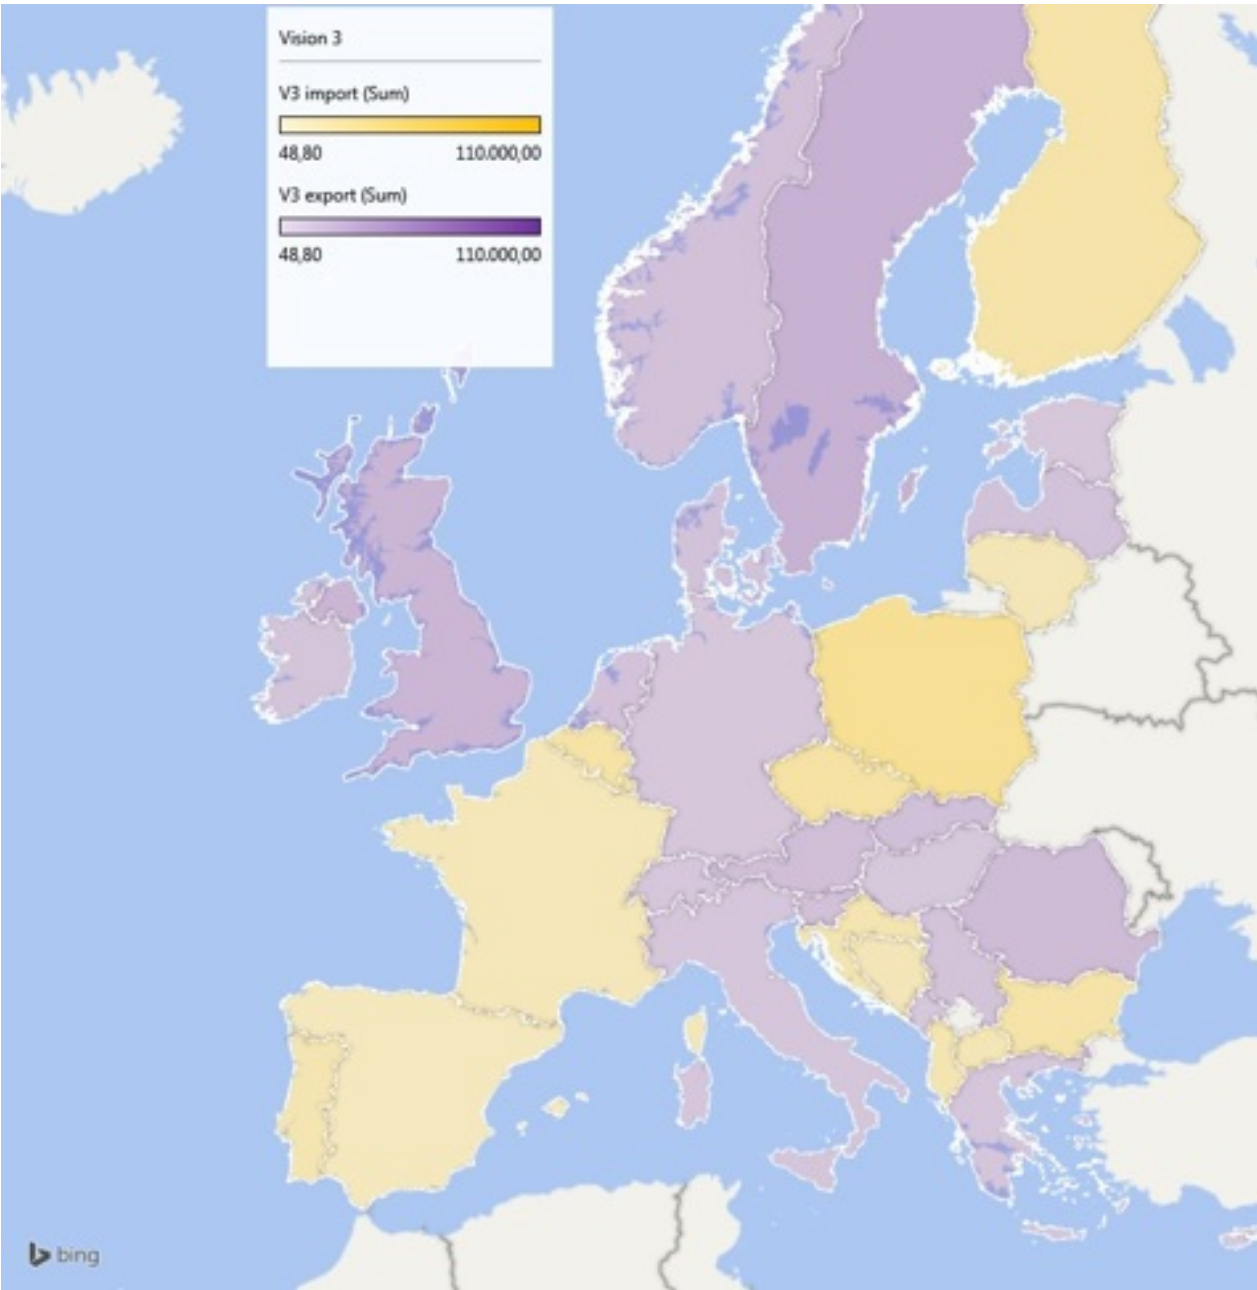 Vision 3
V3 import (Sum)
48,80 110.000,00
V3 export (Sum)
48,80 110.000,00
bing